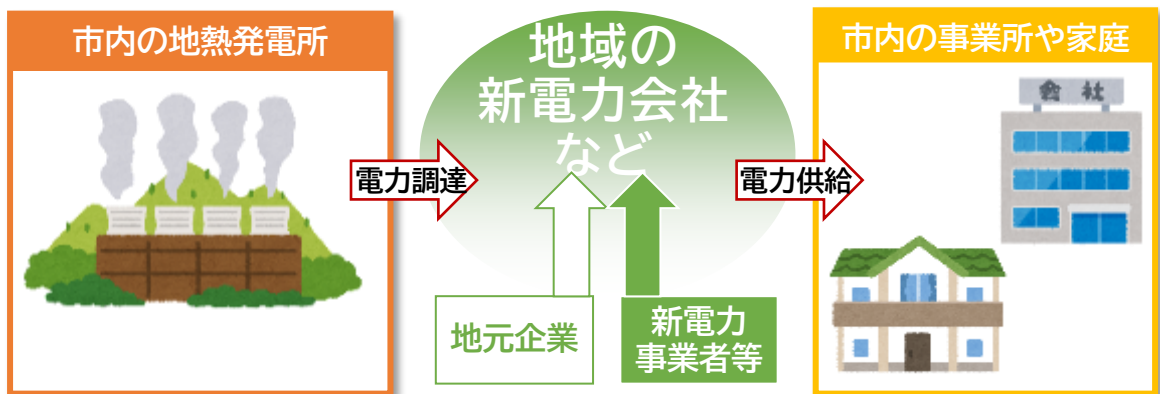 市内の地熱発電所
地域の
新電力会社
など
市内の事業所や家庭
会社
電力調達
電力供給
地元企業
新電力
事業者等